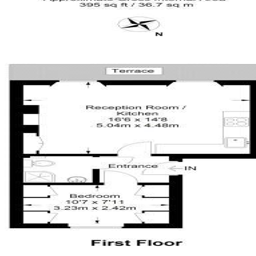 395 sq ft / 36.7 sq m
N
Terrace
Reception Room /
Kitchen
16'6 x 14'8
5.04m x 4.48m
Entrance
IN
Bedroom
10'7 x 7'11
3.23m x 2.42m
First Floor